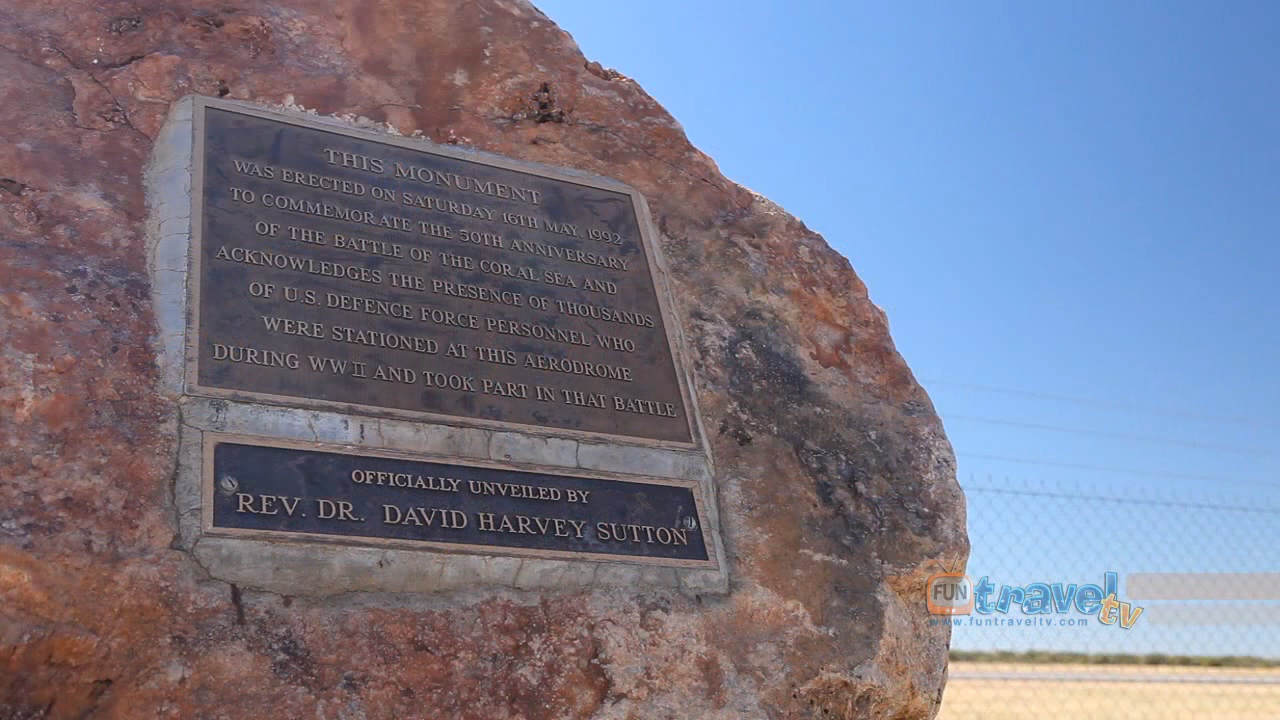 THIS MONUMENT
WAS ERECTED ON SATURDAY 16TH MAY, 1992
TO COMMEMORATE THE 50TH ANNIVERSARY
OF THE BATTLE OF THE CORAL SEA AND
ACKNOWLEDGES THE PRESENCE OF THOUSANDS
OF U.S. DEFENCE FORCE PERSONNEL WHO
WERE STATIONED AT THIS AERODROME
DURING WW II AND TOOK PART IN THAT BATTLE
OFFICIALLY UNVEILED BY
REV. DR. DAVID HARVEY SUTTON
FUN travel tv
www.funtraveltv.com